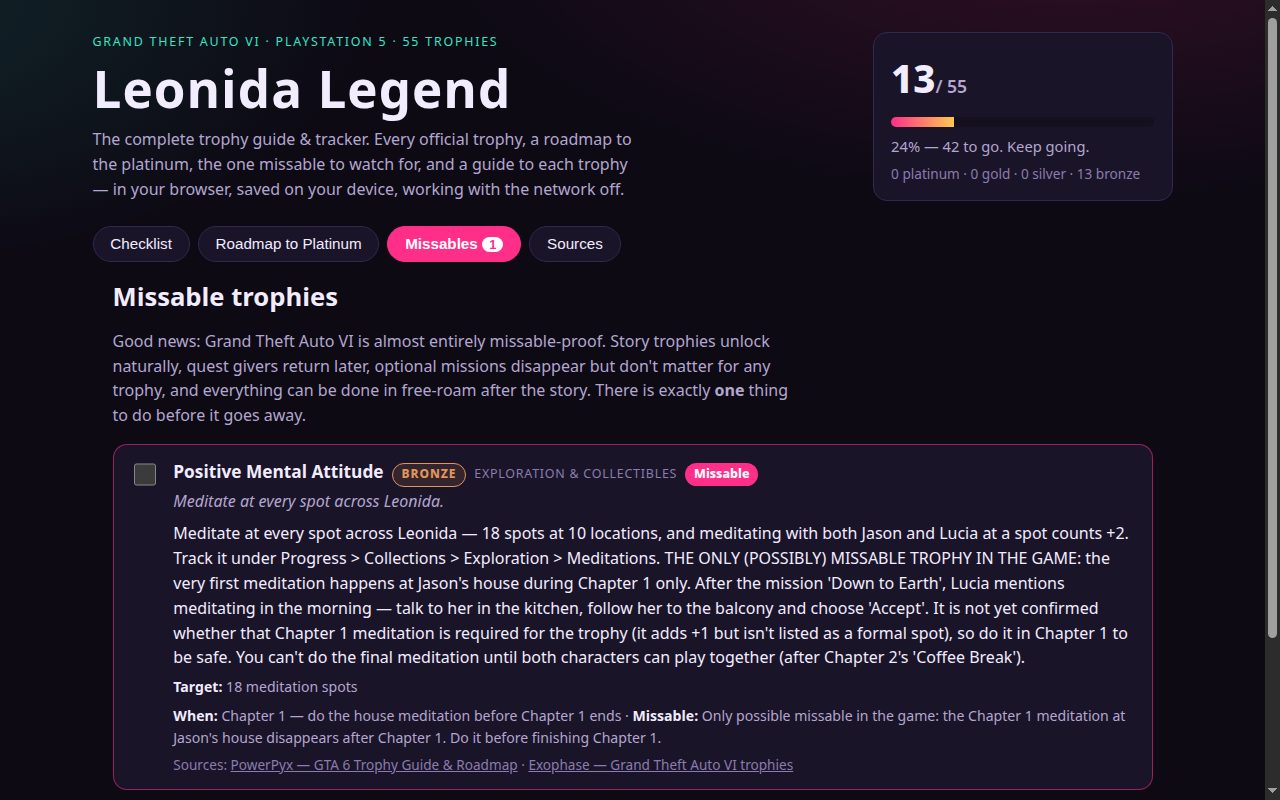 GRAND THEFT AUTO VI · PLAYSTATION 5 · 55 TROPHIES
Leonida Legend
The complete trophy guide & tracker. Every official trophy, a roadmap to
the platinum, the one missable to watch for, and a guide to each trophy
— in your browser, saved on your device, working with the network off.
13/ 55
24% — 42 to go. Keep going.
0 platinum · 0 gold · 0 silver · 13 bronze
Checklist
Roadmap to Platinum
Missables 1
Sources
Missable trophies
Good news: Grand Theft Auto VI is almost entirely missable-proof. Story trophies unlock
naturally, quest givers return later, optional missions disappear but don't matter for any
trophy, and everything can be done in free-roam after the story. There is exactly one thing
to do before it goes away.
Positive Mental Attitude BRONZE EXPLORATION & COLLECTIBLES Missable
Meditate at every spot across Leonida.
Meditate at every spot across Leonida — 18 spots at 10 locations, and meditating with both Jason and Lucia at a spot counts +2.
Track it under Progress > Collections > Exploration > Meditations. THE ONLY (POSSIBLY) MISSABLE TROPHY IN THE GAME: the
very first meditation happens at Jason's house during Chapter 1 only. After the mission 'Down to Earth', Lucia mentions
meditating in the morning — talk to her in the kitchen, follow her to the balcony and choose 'Accept'. It is not yet confirmed
whether that Chapter 1 meditation is required for the trophy (it adds +1 but isn't listed as a formal spot), so do it in Chapter 1 to
be safe. You can't do the final meditation until both characters can play together (after Chapter 2's 'Coffee Break').
Target: 18 meditation spots
When: Chapter 1 — do the house meditation before Chapter 1 ends · Missable: Only possible missable in the game: the Chapter 1 meditation at
Jason's house disappears after Chapter 1. Do it before finishing Chapter 1.
Sources: PowerPyx — GTA 6 Trophy Guide & Roadmap · Exophase — Grand Theft Auto VI trophies